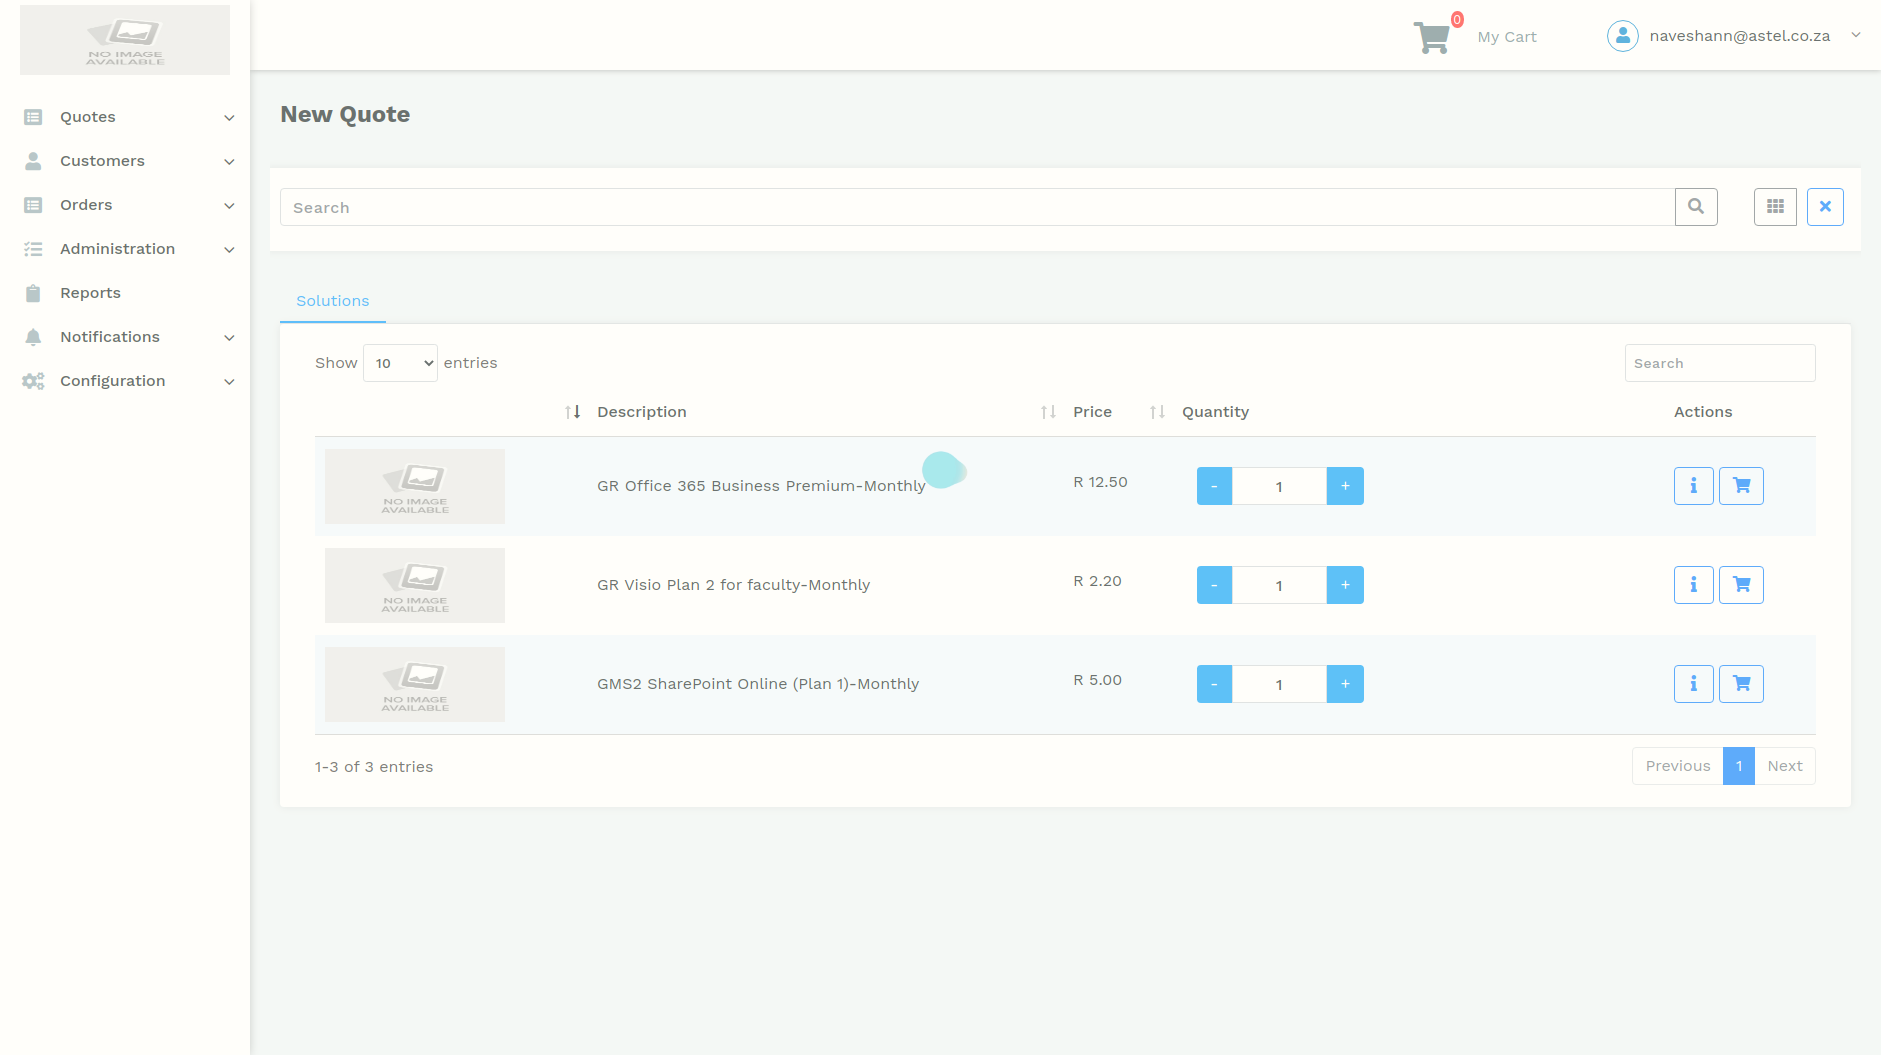 NO IMAGE
AVAILABLE
0
My Cart
naveshann@astel.co.za
Quotes
Customers
Orders
Administration
Reports
Notifications
Configuration
New Quote
Search
Solutions
Show 10 entries
Search
Description Price Quantity Actions
NO IMAGE
AVAILABLE
GR Office 365 Business Premium-Monthly R 12.50 - 1 +
NO IMAGE
AVAILABLE
GR Visio Plan 2 for faculty-Monthly R 2.20 - 1 +
NO IMAGE
AVAILABLE
GMS2 SharePoint Online (Plan 1)-Monthly R 5.00 - 1 +
1-3 of 3 entries
Previous 1 Next